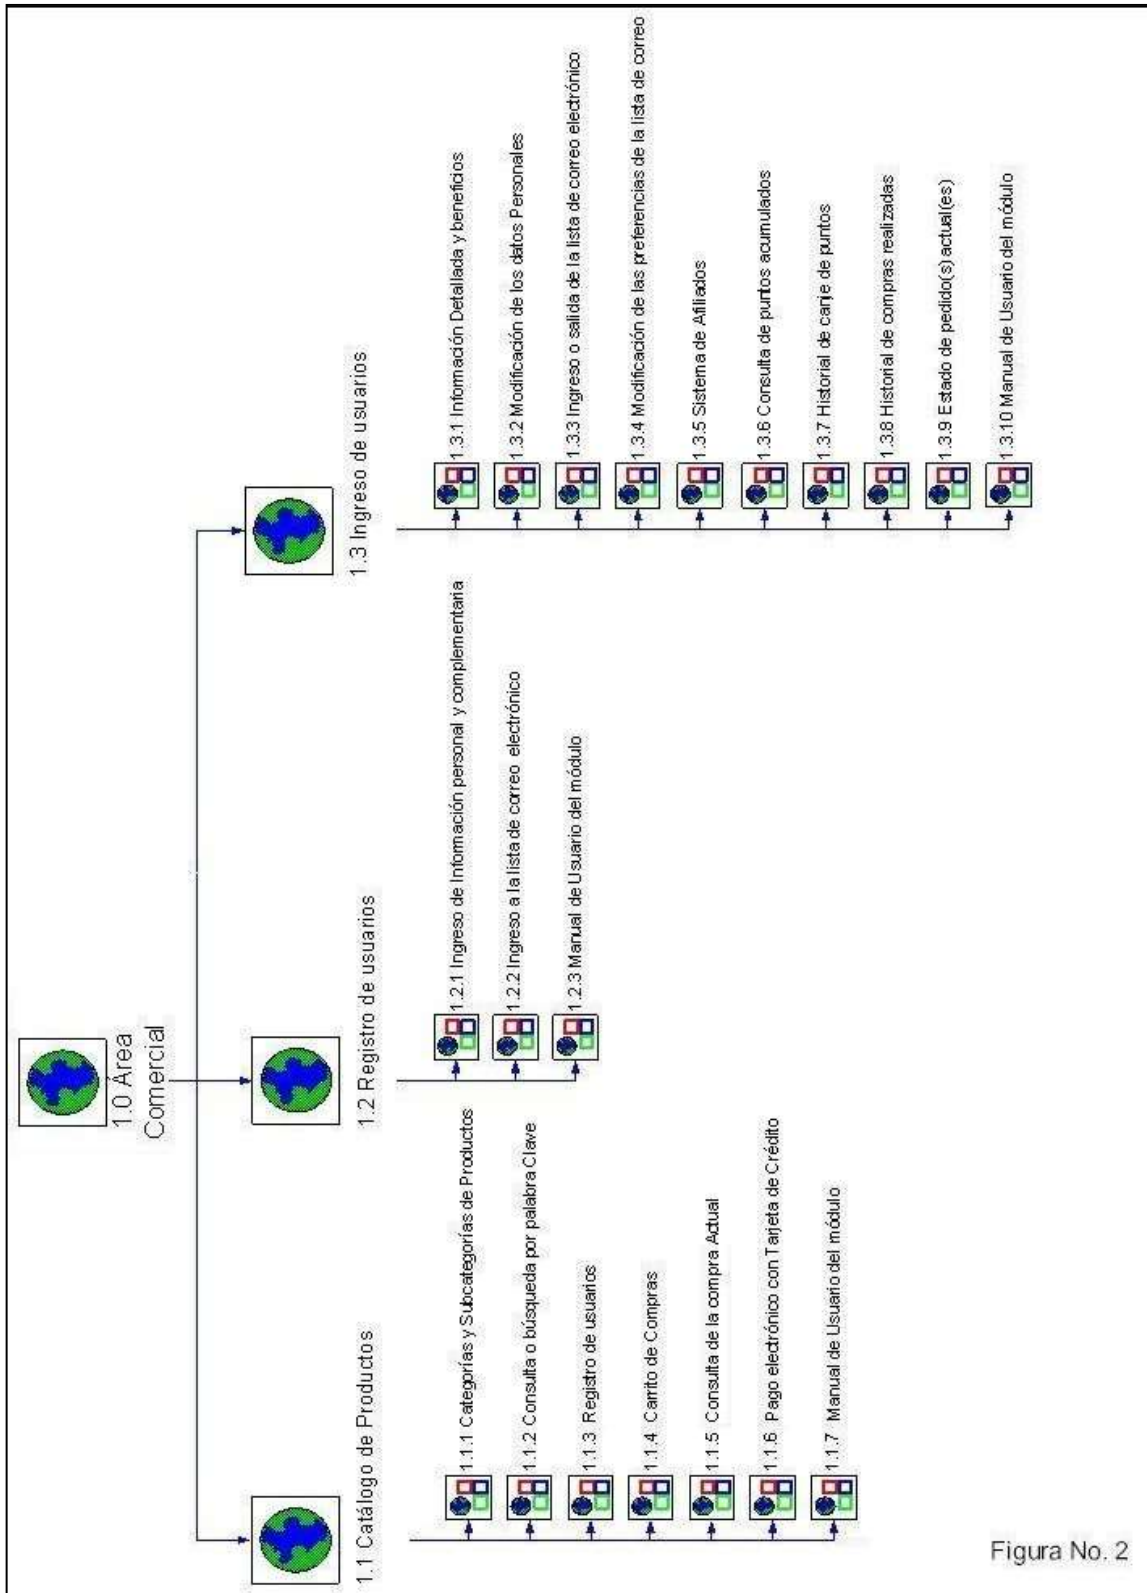 1.0 Área
Comercial
1.1 Catálogo de Productos
1.1.1 Categorías y Subcategorías de Productos
1.1.2 Consulta o búsqueda por palabra Clave
1.1.3 Registro de usuarios
1.1.4 Carrito de Compras
1.1.5 Consulta de la compra Actual
1.1.6 Pago electrónico con Tarjeta de Crédito
1.1.7 Manual de Usuario del módulo
1.2 Registro de usuarios
1.2.1 Ingreso de Información personal y complementaria
1.2.2 Ingreso a la lista de correo electrónico
1.2.3 Manual de Usuario del módulo
1.3 Ingreso de usuarios
1.3.1 Información Detallada y beneficios
1.3.2 Modificación de los datos Personales
1.3.3 Ingreso o salida de la lista de correo electrónico
1.3.4 Modificación de las preferencias de la lista de correo
1.3.5 Sistema de Afiliados
1.3.6 Consulta de puntos acumulados
1.3.7 Historial de canje de puntos
1.3.8 Historial de compras realizadas
1.3.9 Estado de pedido(s) actual(es)
1.3.10 Manual de Usuario del módulo
Figura No. 2